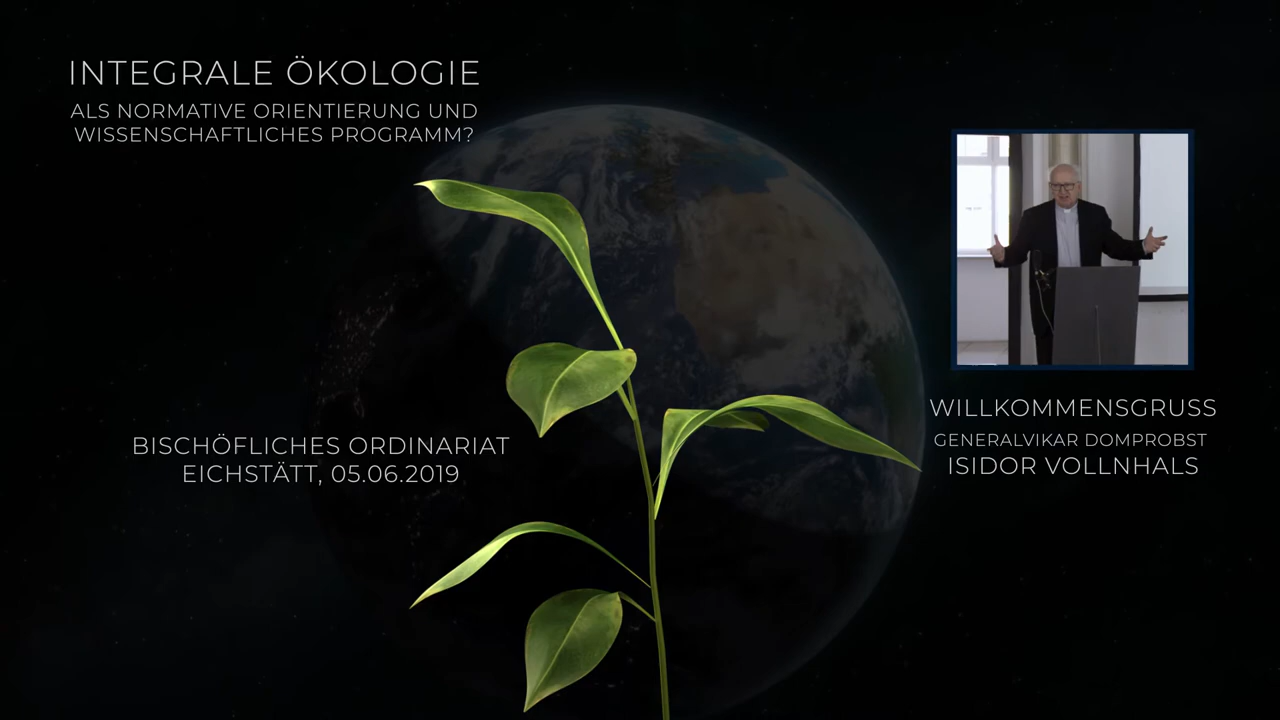 INTEGRALE ÖKOLOGIE
ALS NORMATIVE ORIENTIERUNG UND
WISSENSCHAFTLICHES PROGRAMM?
BISCHÖFLICHES ORDINARIAT
EICHSTÄTT, 05.06.2019
WILLKOMMENSGRUSS
GENERALVIKAR DOMPROBST
ISIDOR VOLLNHALS